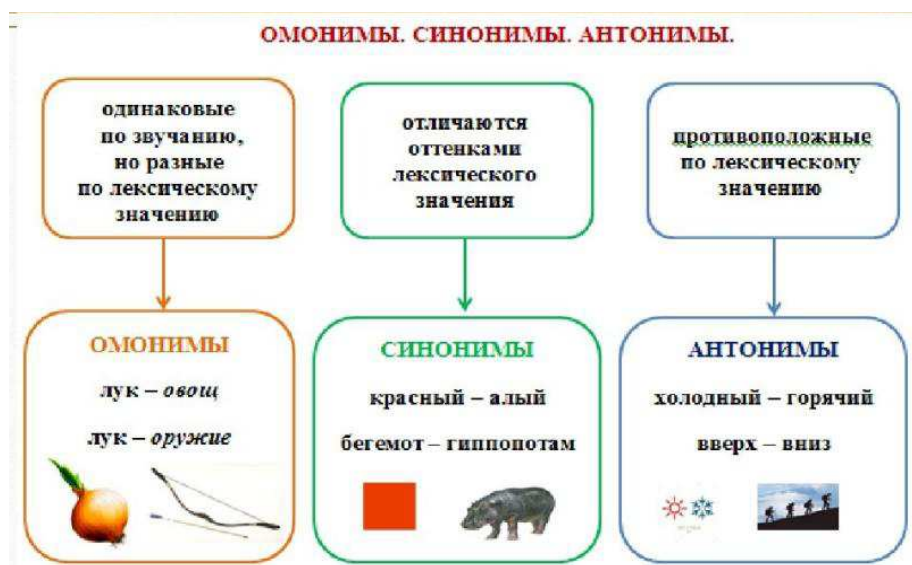 ОМОНИМЫ. СИНОНИМЫ. АНТОНИМЫ.
одинаковые
по звучанию,
но разные
по лексическому
значению
отличаются
оттенками
лексического
значения
противоположные
по лексическому
значению
ОМОНИМЫ
лук – овощ
лук – оружие
СИНОНИМЫ
красный – алый
бегемот – гиппопотам
АНТОНИМЫ
холодный – горячий
вверх – вниз